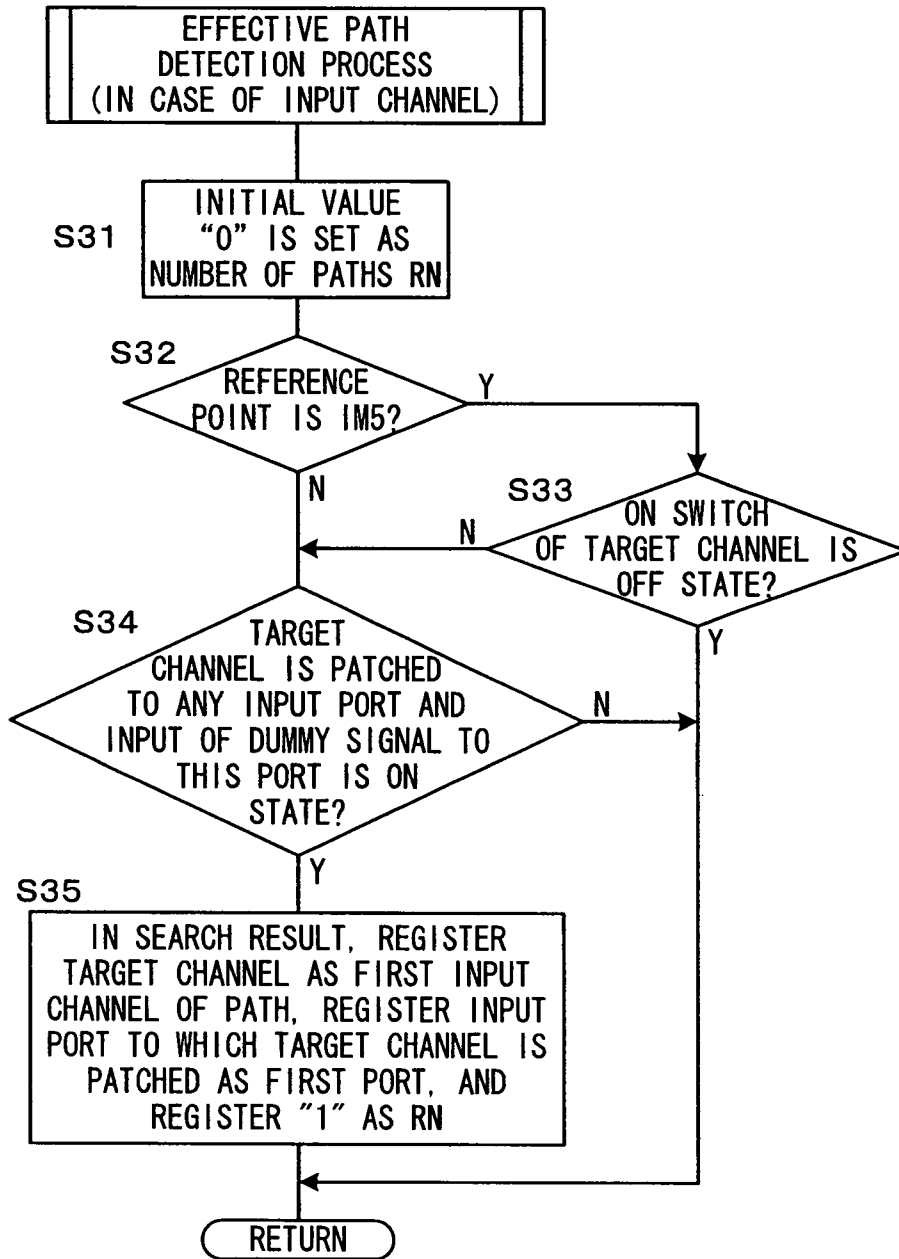 EFFECTIVE PATH
DETECTION PROCESS
(IN CASE OF INPUT CHANNEL)
S31
INITIAL VALUE
“0” IS SET AS
NUMBER OF PATHS RN
S32
REFERENCE
POINT IS IM5?
Y
N
S33
ON SWITCH
OF TARGET CHANNEL IS
OFF STATE?
N
Y
S34
TARGET
CHANNEL IS PATCHED
TO ANY INPUT PORT AND
INPUT OF DUMMY SIGNAL TO
THIS PORT IS ON
STATE?
N
Y
S35
IN SEARCH RESULT, REGISTER
TARGET CHANNEL AS FIRST INPUT
CHANNEL OF PATH, REGISTER INPUT
PORT TO WHICH TARGET CHANNEL IS
PATCHED AS FIRST PORT, AND
REGISTER "1" AS RN
RETURN